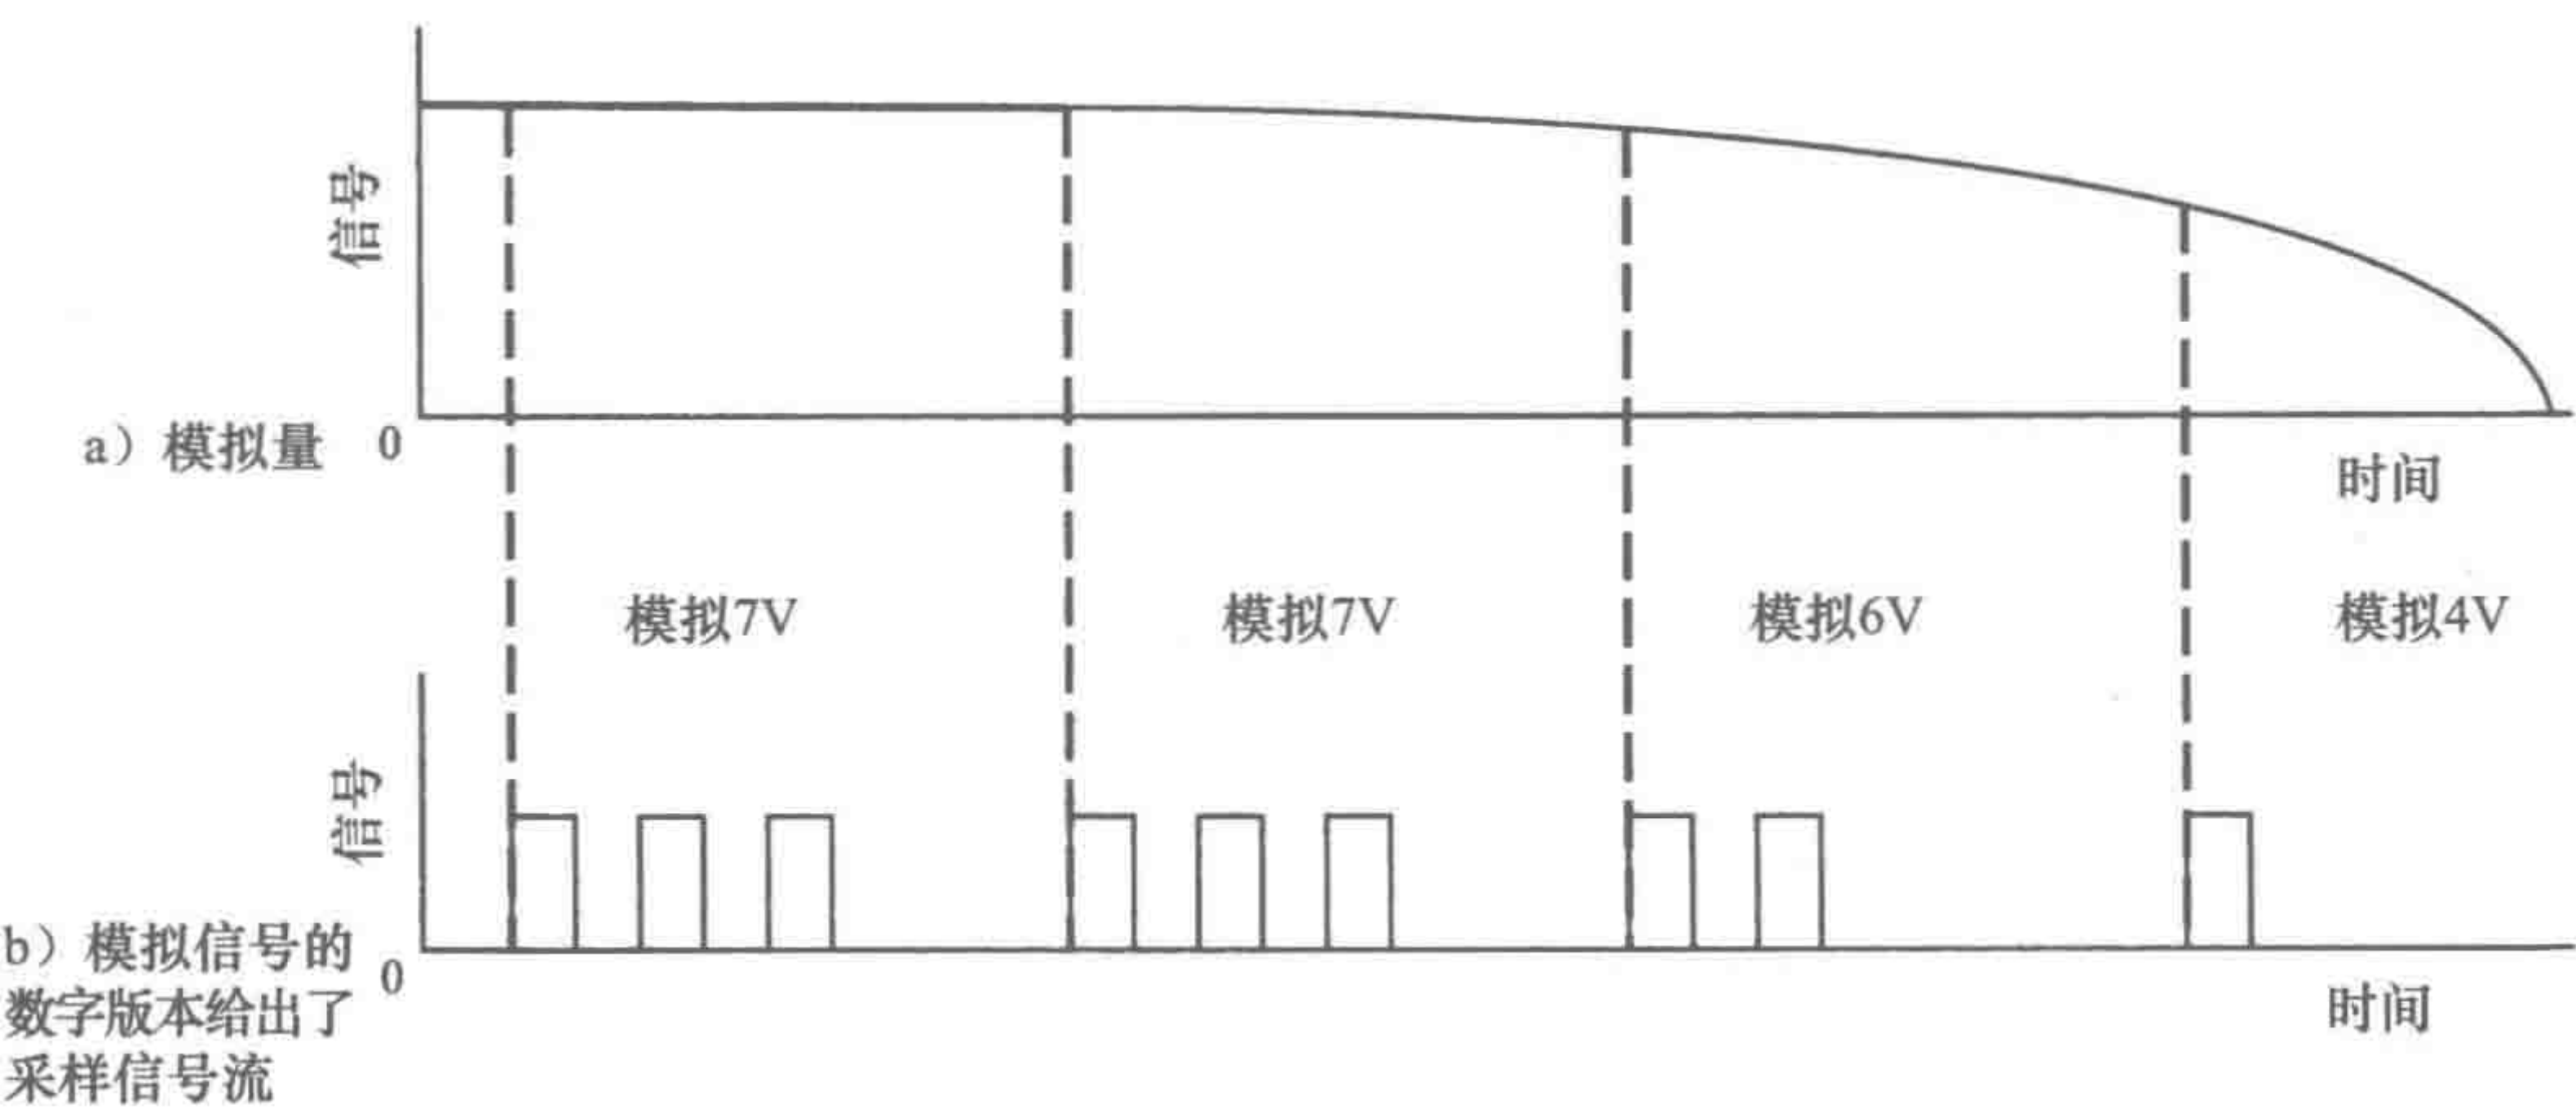 信号
a）模拟量
0
时间
模拟7V
模拟7V
模拟6V
模拟4V
信号
b）模拟信号的
数字版本给出了
采样信号流
0
时间